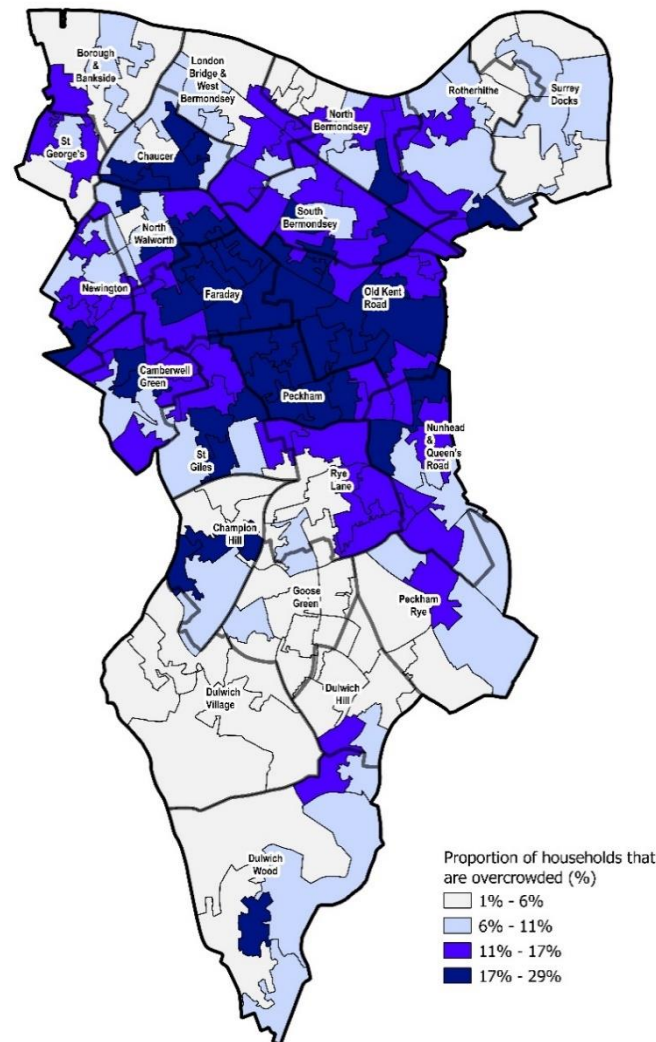 Borough
& Bankside
London
Bridge &
West
Bermondsey
Rotherhithe
Surrey
Docks
North
Bermondsey
St
George's
Chaucer
North
Walworth
South
Bermondsey
Newington
Faraday
Old Kent
Road
Camberwell
Green
Peckham
Nunhead
&
Queen's
Road
St
Giles
Rye
Lane
Champion
Hill
Goose
Green
Peckham
Rye
Dulwich
Village
Dulwich
Hill
Dulwich
Wood
Proportion of households that
are overcrowded (%)
1% - 6%
6% - 11%
11% - 17%
17% - 29%